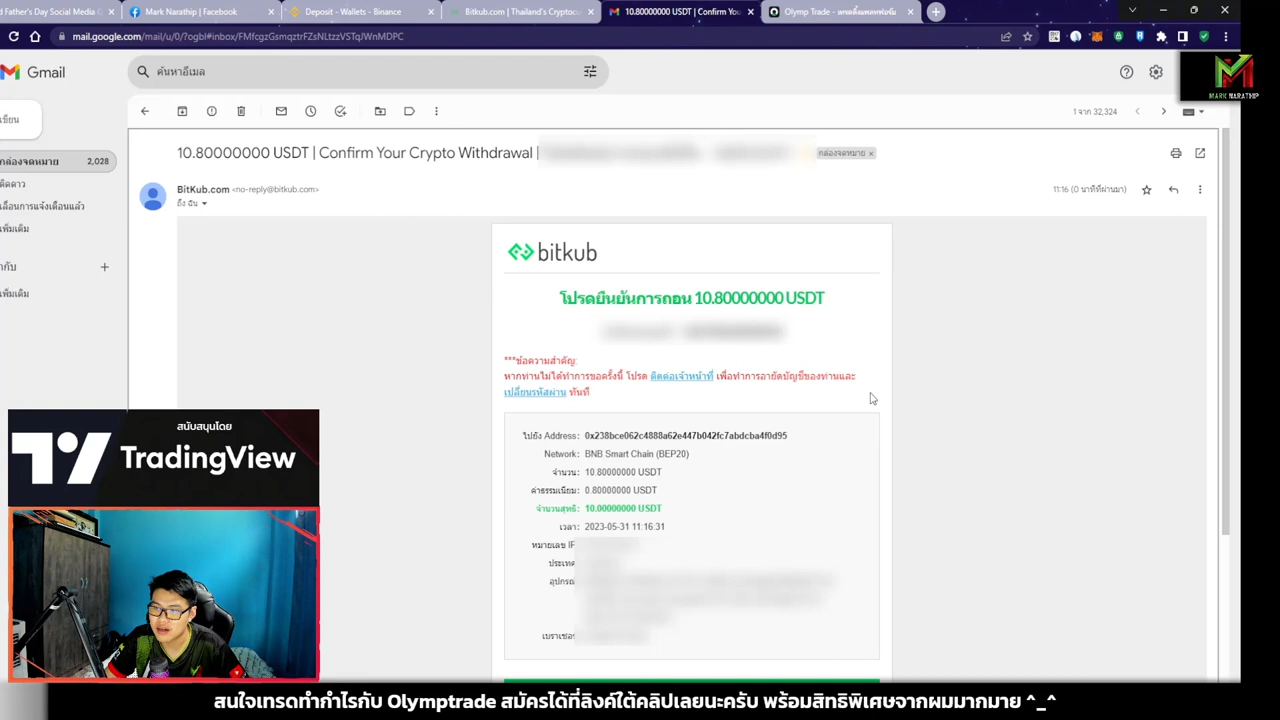 d Father's Day Social Media C
Mark Narathip | Facebook
Deposit - Wallets - Binance
Bitkub.com | Thailand's Cryptocu
10.80000000 USDT | Confirm You
Olymp Trade - เทรดดิ้งแพลทฟอร์ม
mail.google.com/mail/u/0/?ogbl#inbox/FMfcgzGsmqztrFZsNLtzzVSTqJWnMDPC
Gmail
ค้นหาอีเมล
MARK NARATHIP
1 จาก 32,324
เขียน
กล่องจดหมาย 2,028
ติดดาว
เลื่อนการแจ้งเตือนแล้ว
เพิ่มเติม
ากับ
เพิ่มเติม
10.80000000 USDT | Confirm Your Crypto Withdrawal |
กล่องจดหมาย x
BitKub.com <no-reply@bitkub.com>
11:16 (0 นาทีที่ผ่านมา)
ถึง ฉัน
bitkub
โปรดยืนยันการถอน 10.80000000 USDT
***ข้อความสำคัญ:
หากท่านไม่ได้ทำการขอครั้งนี้ โปรด ติดต่อเจ้าหน้าที่ เพื่อทำการอายัดบัญชีของท่านและ
เปลี่ยนรหัสผ่าน ทันที
ไปยัง Address: 0x238bce062c4888a62e447b042fc7abdcba4f0d95
Network: BNB Smart Chain (BEP20)
จำนวน: 10.80000000 USDT
ค่าธรรมเนียม: 0.80000000 USDT
จำนวนสุทธิ: 10.00000000 USDT
เวลา: 2023-05-31 11:16:31
หมายเลข IP
ประเทศ
อุปกรณ์
เบราเซอร์
สนับสนุนโดย
TradingView
สนใจเทรดทำกำไรกับ Olymptrade สมัครได้ที่ลิงค์ใต้คลิปเลยนะครับ พร้อมสิทธิพิเศษจากผมมากมาย ^_^